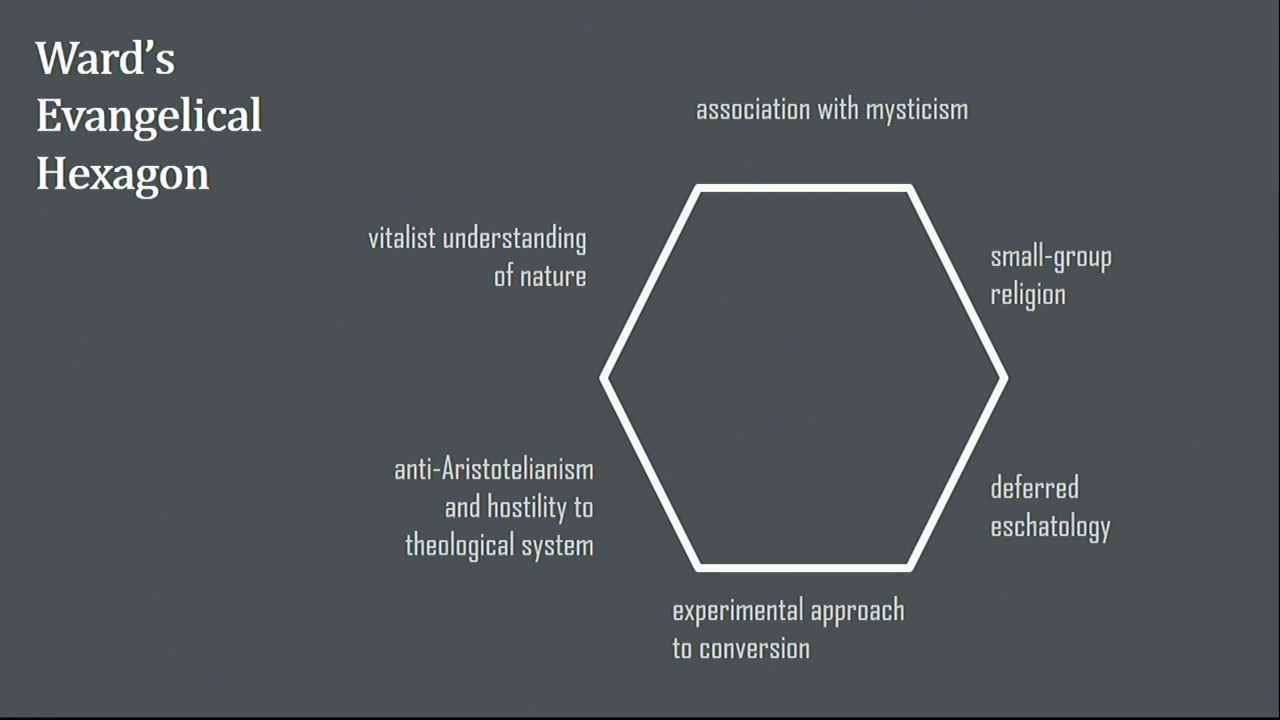 Ward’s
Evangelical
Hexagon
association with mysticism
vitalist understanding
of nature
small-group
religion
anti-Aristotelianism
and hostility to
theological system
deferred
eschatology
experimental approach
to conversion